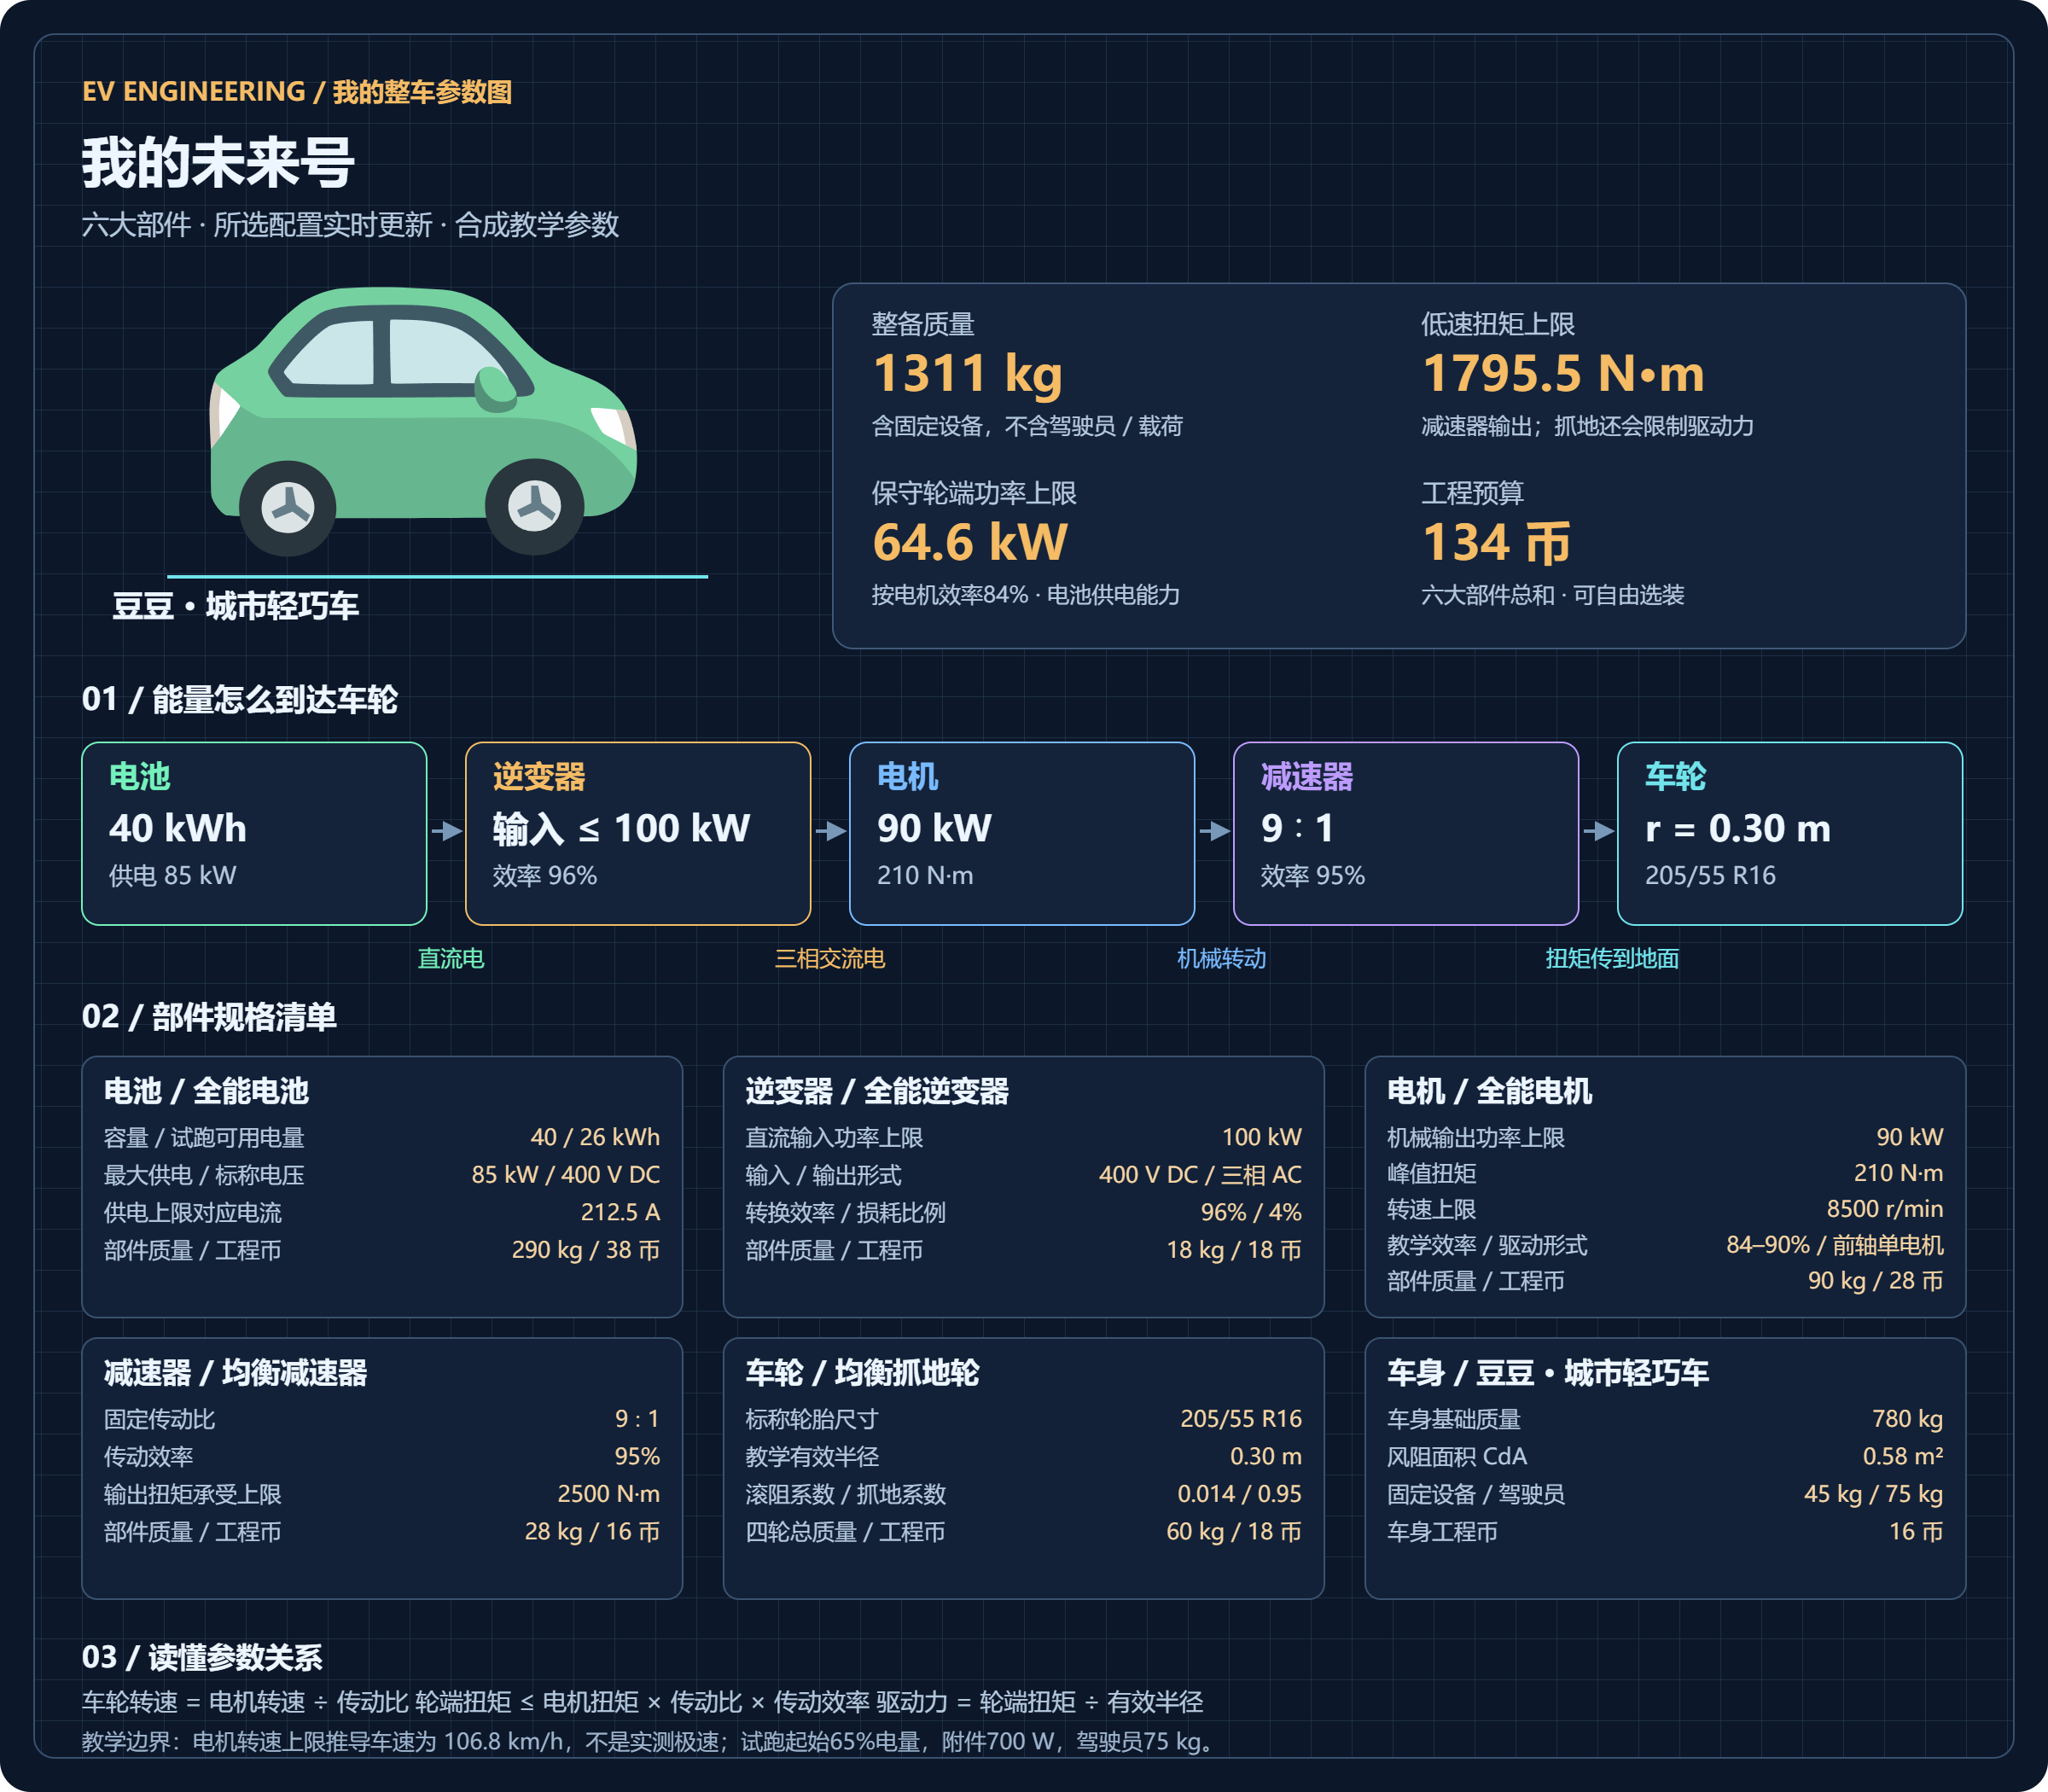 EV ENGINEERING / 我的整车参数图
我的未来号
六大部件 · 所选配置实时更新 · 合成教学参数
豆豆 • 城市轻巧车
整备质量
1311 kg
含固定设备，不含驾驶员 / 载荷
低速扭矩上限
1795.5 N•m
减速器输出；抓地还会限制驱动力
保守轮端功率上限
64.6 kW
按电机效率84% · 电池供电能力
工程预算
134 币
六大部件总和 · 可自由选装
01 / 能量怎么到达车轮
电池
40 kWh
供电 85 kW
逆变器
输入 ≤ 100 kW
效率 96%
电机
90 kW
210 N·m
减速器
9 : 1
效率 95%
车轮
r = 0.30 m
205/55 R16
直流电
三相交流电
机械转动
扭矩传到地面
02 / 部件规格清单
电池 / 全能电池
容量 / 试跑可用电量 40 / 26 kWh
最大供电 / 标称电压 85 kW / 400 V DC
供电上限对应电流 212.5 A
部件质量 / 工程币 290 kg / 38 币
逆变器 / 全能逆变器
直流输入功率上限 100 kW
输入 / 输出形式 400 V DC / 三相 AC
转换效率 / 损耗比例 96% / 4%
部件质量 / 工程币 18 kg / 18 币
电机 / 全能电机
机械输出功率上限 90 kW
峰值扭矩 210 N·m
转速上限 8500 r/min
教学效率 / 驱动形式 84–90% / 前轴单电机
部件质量 / 工程币 90 kg / 28 币
减速器 / 均衡减速器
固定传动比 9 : 1
传动效率 95%
输出扭矩承受上限 2500 N·m
部件质量 / 工程币 28 kg / 16 币
车轮 / 均衡抓地轮
标称轮胎尺寸 205/55 R16
教学有效半径 0.30 m
滚阻系数 / 抓地系数 0.014 / 0.95
四轮总质量 / 工程币 60 kg / 18 币
车身 / 豆豆 • 城市轻巧车
车身基础质量 780 kg
风阻面积 CdA 0.58 m²
固定设备 / 驾驶员 45 kg / 75 kg
车身工程币 16 币
03 / 读懂参数关系
车轮转速 = 电机转速 ÷ 传动比 轮端扭矩 ≤ 电机扭矩 × 传动比 × 传动效率 驱动力 = 轮端扭矩 ÷ 有效半径
教学边界：电机转速上限推导车速为 106.8 km/h，不是实测极速；试跑起始65%电量，附件700 W，驾驶员75 kg。